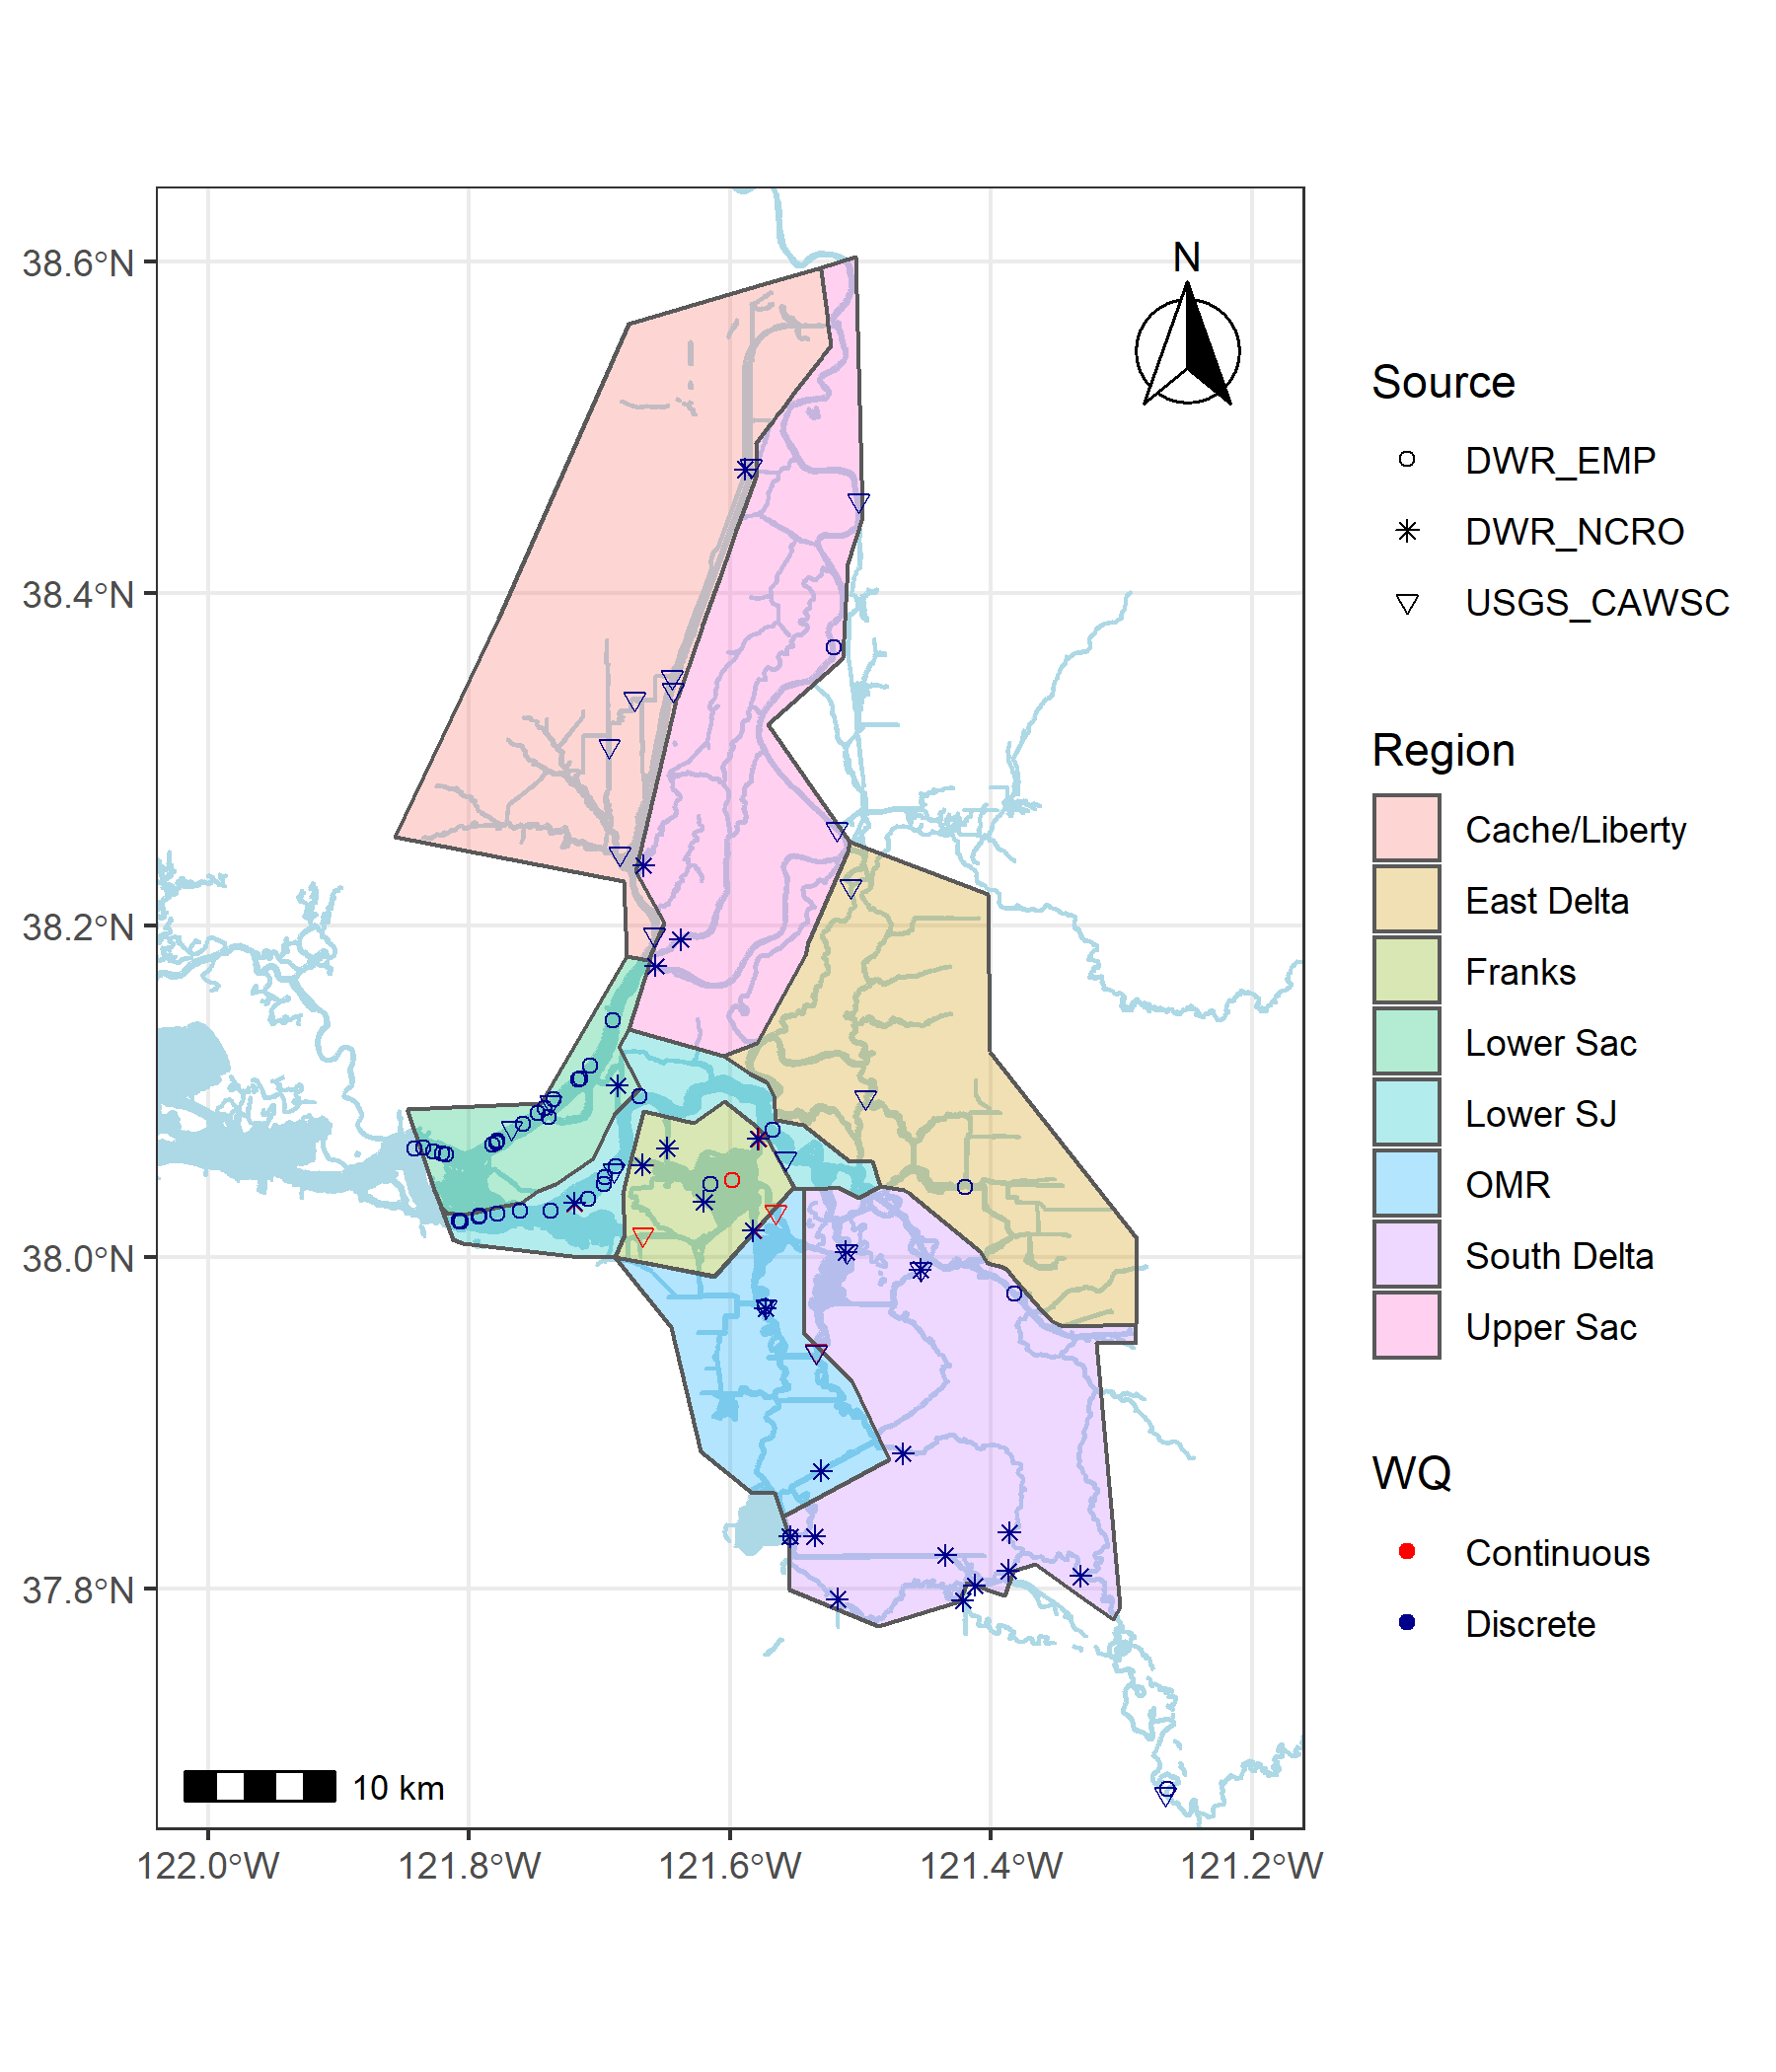 38.6°N
38.4°N
38.2°N
38.0°N
37.8°N
122.0°W
121.8°W
121.6°W
121.4°W
121.2°W
N
10 km
Source
DWR_EMP
DWR_NCRO
USGS_CAWSC
Region
Cache/Liberty
East Delta
Franks
Lower Sac
Lower SJ
OMR
South Delta
Upper Sac
WQ
Continuous
Discrete